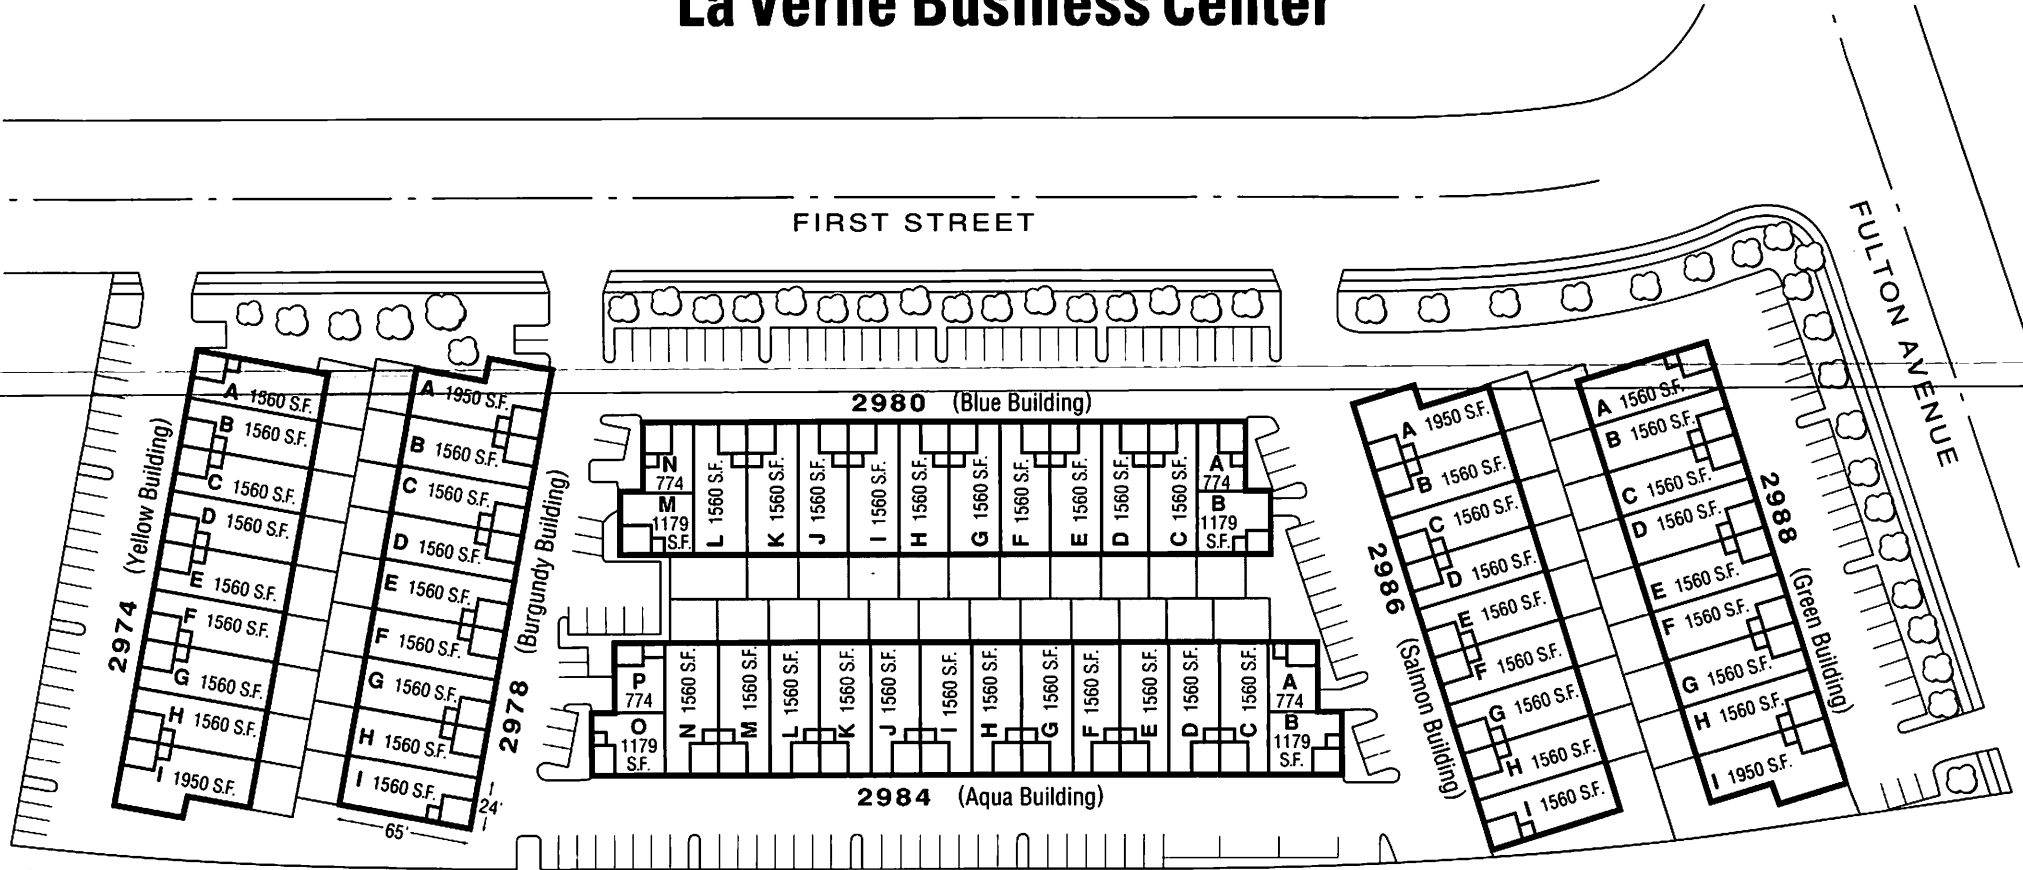 La Verne Business Center
FIRST STREET
FULTON AVENUE
2974 (Yellow Building)
A 1560 S.F.
B 1560 S.F.
C 1560 S.F.
D 1560 S.F.
E 1560 S.F.
F 1560 S.F.
G 1560 S.F.
H 1560 S.F.
I 1950 S.F.
2978 (Burgundy Building)
A 1950 S.F.
B 1560 S.F.
C 1560 S.F.
D 1560 S.F.
E 1560 S.F.
F 1560 S.F.
G 1560 S.F.
H 1560 S.F.
I 1560 S.F.
24'
65'
2980 (Blue Building)
N
774
M
1179
S.F.
L 1560 S.F.
K 1560 S.F.
J 1560 S.F.
I 1560 S.F.
H 1560 S.F.
G 1560 S.F.
F 1560 S.F.
E 1560 S.F.
D 1560 S.F.
C 1560 S.F.
A
774
B
1179
S.F.
P
774
O
1179
S.F.
N 1560 S.F.
M 1560 S.F.
L 1560 S.F.
K 1560 S.F.
J 1560 S.F.
I 1560 S.F.
H 1560 S.F.
G 1560 S.F.
F 1560 S.F.
E 1560 S.F.
D 1560 S.F.
C 1560 S.F.
A
774
B
1179
S.F.
2984 (Aqua Building)
2986 (Salmon Building)
A 1950 S.F.
B 1560 S.F.
C 1560 S.F.
D 1560 S.F.
E 1560 S.F.
F 1560 S.F.
G 1560 S.F.
H 1560 S.F.
I 1560 S.F.
2988 (Green Building)
A 1560 S.F.
B 1560 S.F.
C 1560 S.F.
D 1560 S.F.
E 1560 S.F.
F 1560 S.F.
G 1560 S.F.
H 1560 S.F.
I 1950 S.F.